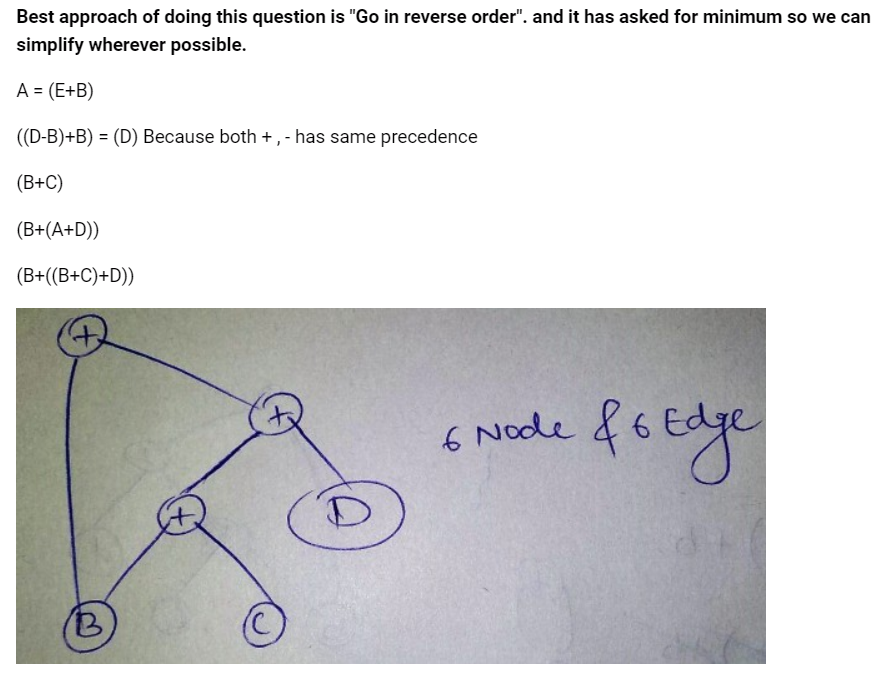 Best approach of doing this question is "Go in reverse order". and it has asked for minimum so we can
simplify wherever possible.
A = (E+B)
((D-B)+B) = (D) Because both + , - has same precedence
(B+C)
(B+(A+D))
(B+((B+C)+D))
+
+
6 Node & 6 Edge
+
D
B
C